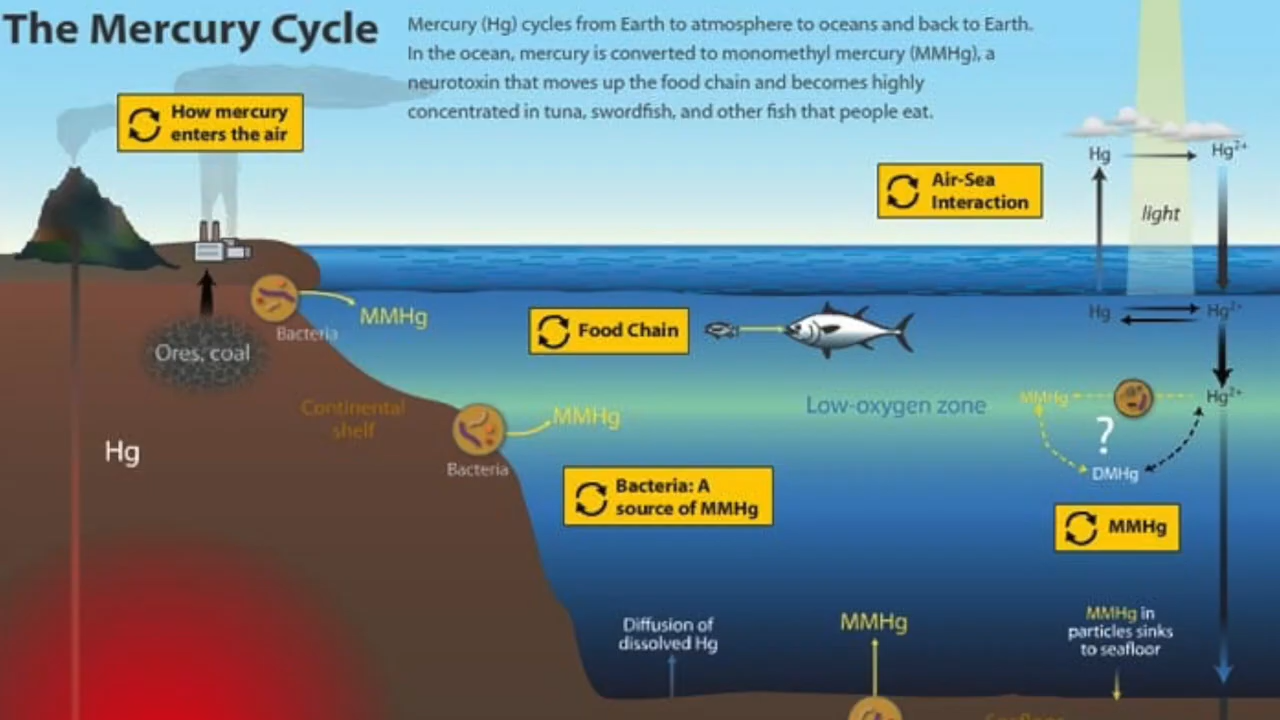 The Mercury Cycle
Mercury (Hg) cycles from Earth to atmosphere to oceans and back to Earth.
In the ocean, mercury is converted to monomethyl mercury (MMHg), a
neurotoxin that moves up the food chain and becomes highly
concentrated in tuna, swordfish, and other fish that people eat.
How mercury
enters the air
Air-Sea
Interaction
Hg
Hg2+
light
Hg
Hg2+
Bacteria
MMHg
Ores, coal
Food Chain
Continental
shelf
Low-oxygen zone
MMHg
Hg2+
?
DMHg
MMHg
Bacteria
Hg
Bacteria: A
source of MMHg
MMHg
Diffusion of
dissolved Hg
MMHg
MMHg in
particles sinks
to seafloor